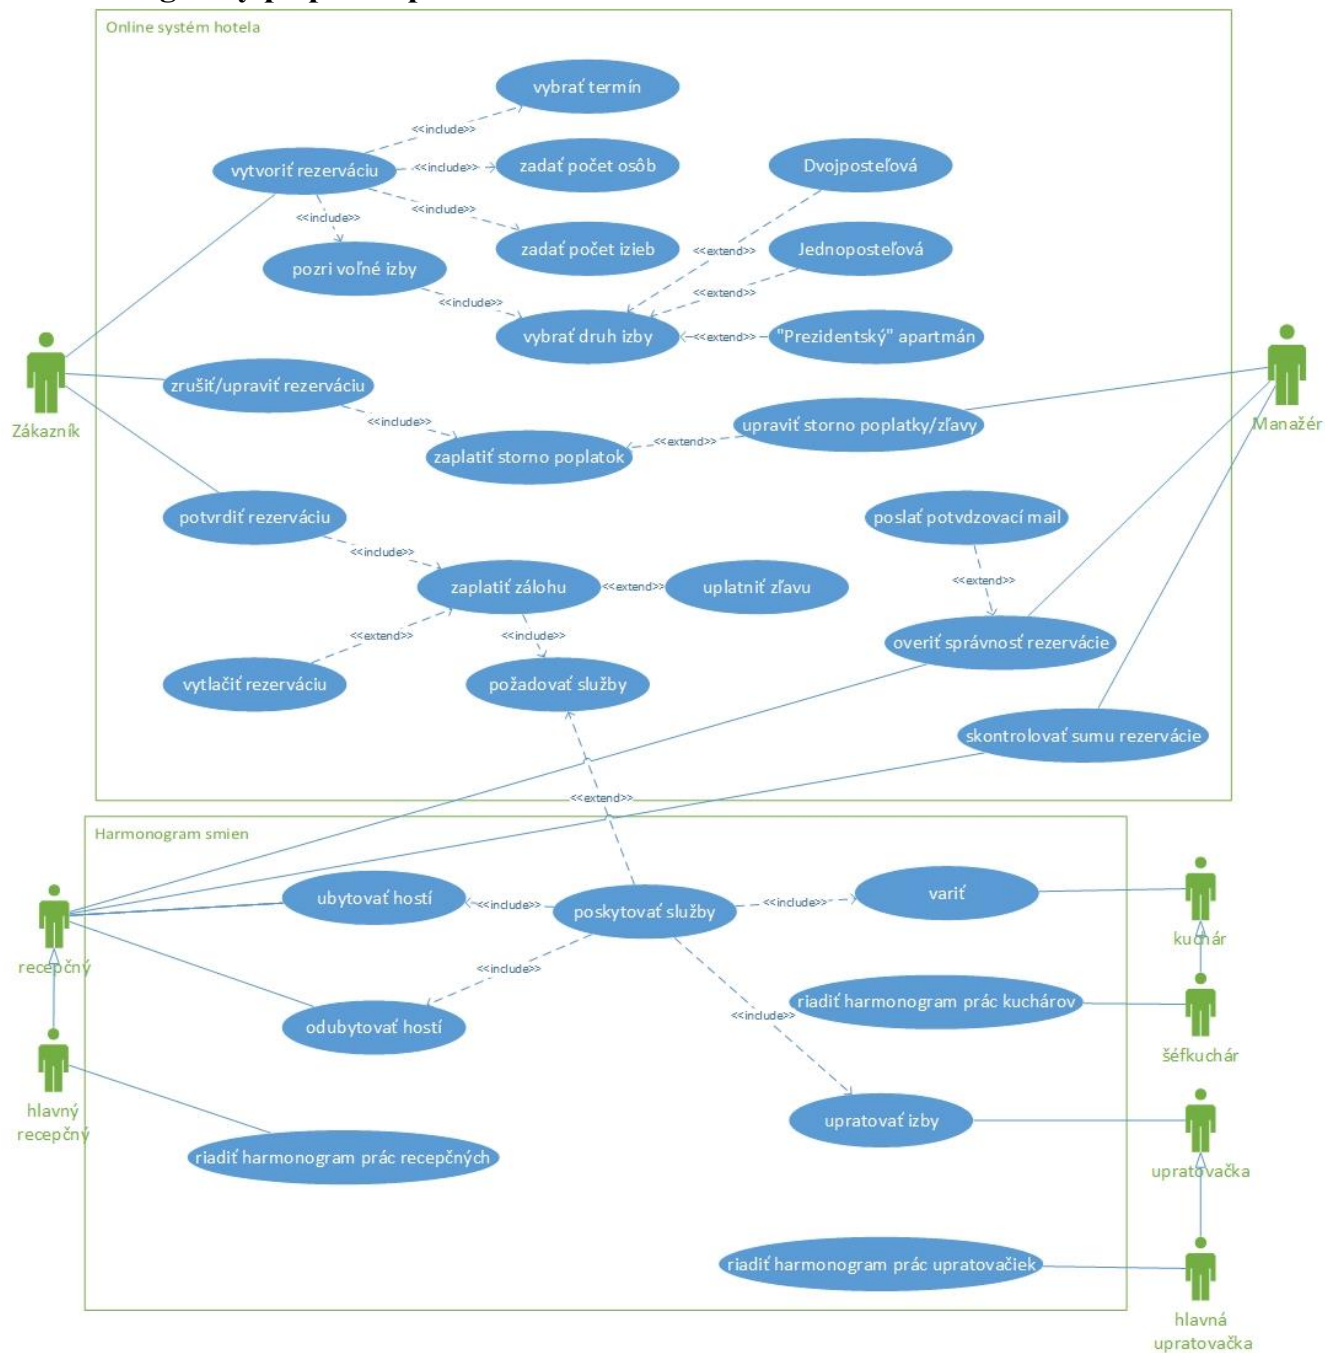 Online systém hotela
vybrať termín
<<include>>
vytvoriť rezerváciu
<<include>>
zadať počet osôb
Dvojposteľová
<<include>>
<<include>>
zadať počet izieb
<<extend>>
Jednoposteľová
pozri voľné izby
<<include>>
<<extend>>
vybrať druh izby
<<extend>>
"Prezidentský" apartmán
zrušiť/upraviť rezerváciu
Zákazník
<<include>>
upraviť storno poplatky/zľavy
Manažér
<<extend>>
zaplatiť storno poplatok
potvrdiť rezerváciu
poslať potvdzovací mail
<<include>>
zaplatiť zálohu
<<extend>>
uplatniť zľavu
<<extend>>
<<extend>>
<<include>>
overiť správnosť rezervácie
vytlačiť rezerváciu
požadovať služby
skontrolovať sumu rezervácie
<<extend>>
Harmonogram smien
ubytovať hostí
<<include>>
poskytovať služby
<<include>>
variť
kuchár
recepčný
<<include>>
riadiť harmonogram prác kuchárov
<<include>>
odubytovať hostí
šéfkuchár
hlavný
recepčný
upratovať izby
riadiť harmonogram prác recepčných
upratovačka
riadiť harmonogram prác upratovačiek
hlavná
upratovačka